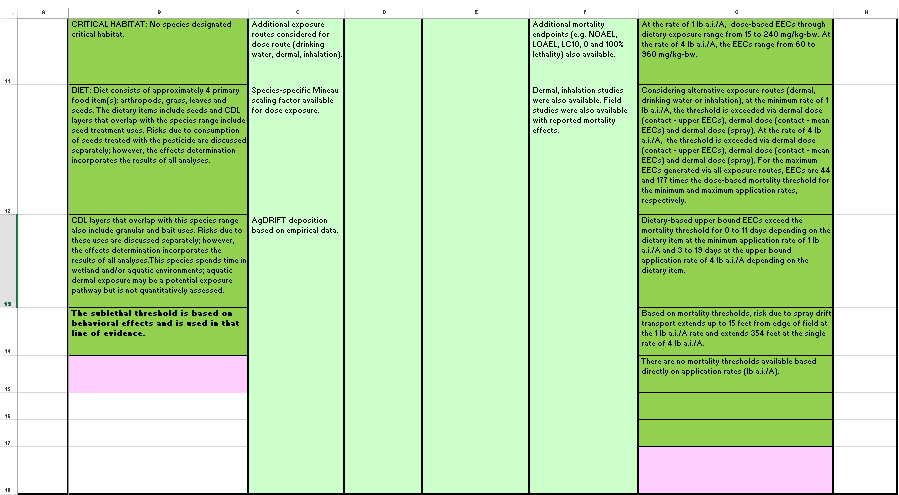 A B C D E F G H
CRITICAL HABITAT: No species designated
critical habitat.
Additional exposure
routes considered for
dose route (drinking
water, dermal, inhalation).
Additional mortality
endpoints (e.g. NOAEL,
LOAEL, LC10, 0 and 100%
lethality) also available.
At the rate of 1 lb a.i./A, dose-based EECs through
dietary exposure range from 15 to 240 mg/kg-bw. At
the rate of 4 lb a.i./A, the EECs range from 60 to
960 mg/kg-bw.
11
DIET: Diet consists of approximately 4 primary
food item(s): arthropods, grass, leaves and
seeds. The dietary items include seeds and CDL
layers that overlap with the species range include
seed treatment uses. Risks due to consumption
of seeds treated with the pesticide are discussed
separately; however, the effects determination
incorporates the results of all analyses.
Species-specific Mineau
scaling factor available
for dose exposure.
Dermal, inhalation studies
were also available. Field
studies were also available
with reported mortality
effects.
Considering alternative exposure routes (dermal,
drinking water or inhalation), at the minimum rate of 1
lb a.i./A, the threshold is exceeded via dermal dose
(contact - upper EECs), dermal dose (contact - mean
EECs) and dermal dose (spray). At the rate of 4 lb
a.i./A, the threshold is exceeded via dermal dose
(contact - upper EECs), dermal dose (contact - mean
EECs) and dermal dose (spray). For the maximum
EECs generated via all exposure routes, EECs are 44
and 177 times the dose-based mortality threshold for
the minimum and maximum application rates,
respectively.
12
CDL layers that overlap with this species range
also include granular and bait uses. Risks due to
these uses are discussed separately; however,
the effects determination incorporates the
results of all analyses.This species spends time in
wetland and/or aquatic environments; aquatic
dermal exposure may be a potential exposure
pathway but is not quantitatively assessed.
AgDRIFT deposition
based on empirical data.
Dietary-based upper bound EECs exceed the
mortality threshold for 0 to 11 days depending on the
dietary item at the minimum application rate of 1 lb
a.i./A and 3 to 19 days at the upper bound
application rate of 4 lb a.i./A depending on the
dietary item.
13
The sublethal threshold is based on
behavioral effects and is used in that
line of evidence.
Based on mortality thresholds, risk due to spray drift
transport extends up to 15 feet from edge of field at
the 1 lb a.i./A rate and extends 354 feet at the single
rate of 4 lb a.i./A.
14
There are no mortality thresholds available based
directly on application rates (lb a.i./A).
15
16
17
18